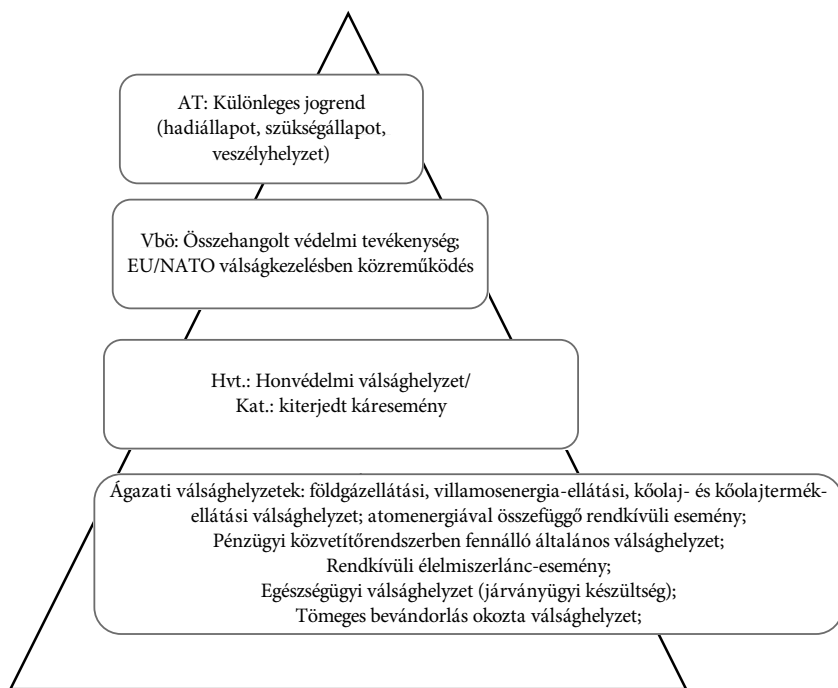 AT: Különleges jogrend
(hadiállapot, szükségállapot,
veszélyhelyzet)
Vbö: Összehangolt védelmi tevékenység;
EU/NATO válságkezelésben közreműködés
Hvt.: Honvédelmi válsághelyzet/
Kat.: kiterjedt káresemény
Ágazati válsághelyzetek: földgázellátási, villamosenergia-ellátási, kőolaj- és kőolajtermék-
ellátási válsághelyzet; atomenergiával összefüggő rendkívüli esemény;
Pénzügyi közvetítőrendszerben fennálló általános válsághelyzet;
Rendkívüli élelmiszerlánc-esemény;
Egészségügyi válsághelyzet (járványügyi készültség);
Tömeges bevándorlás okozta válsághelyzet;